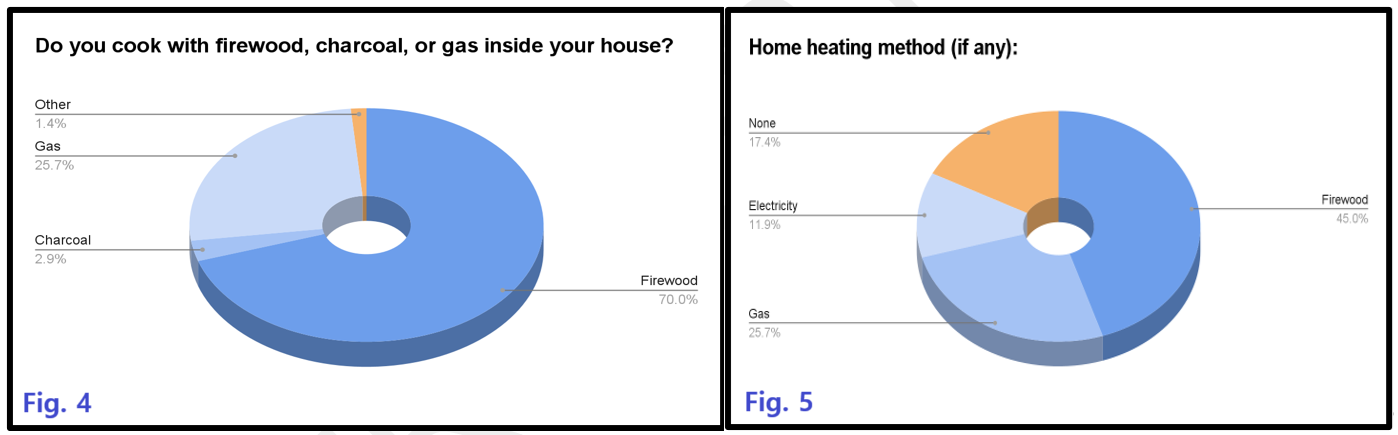 Do you cook with firewood, charcoal, or gas inside your house?
Other
1.4%
Gas
25.7%
Charcoal
2.9%
Firewood
70.0%
Fig. 4
Home heating method (if any):
None
17.4%
Electricity
11.9%
Gas
25.7%
Firewood
45.0%
Fig. 5